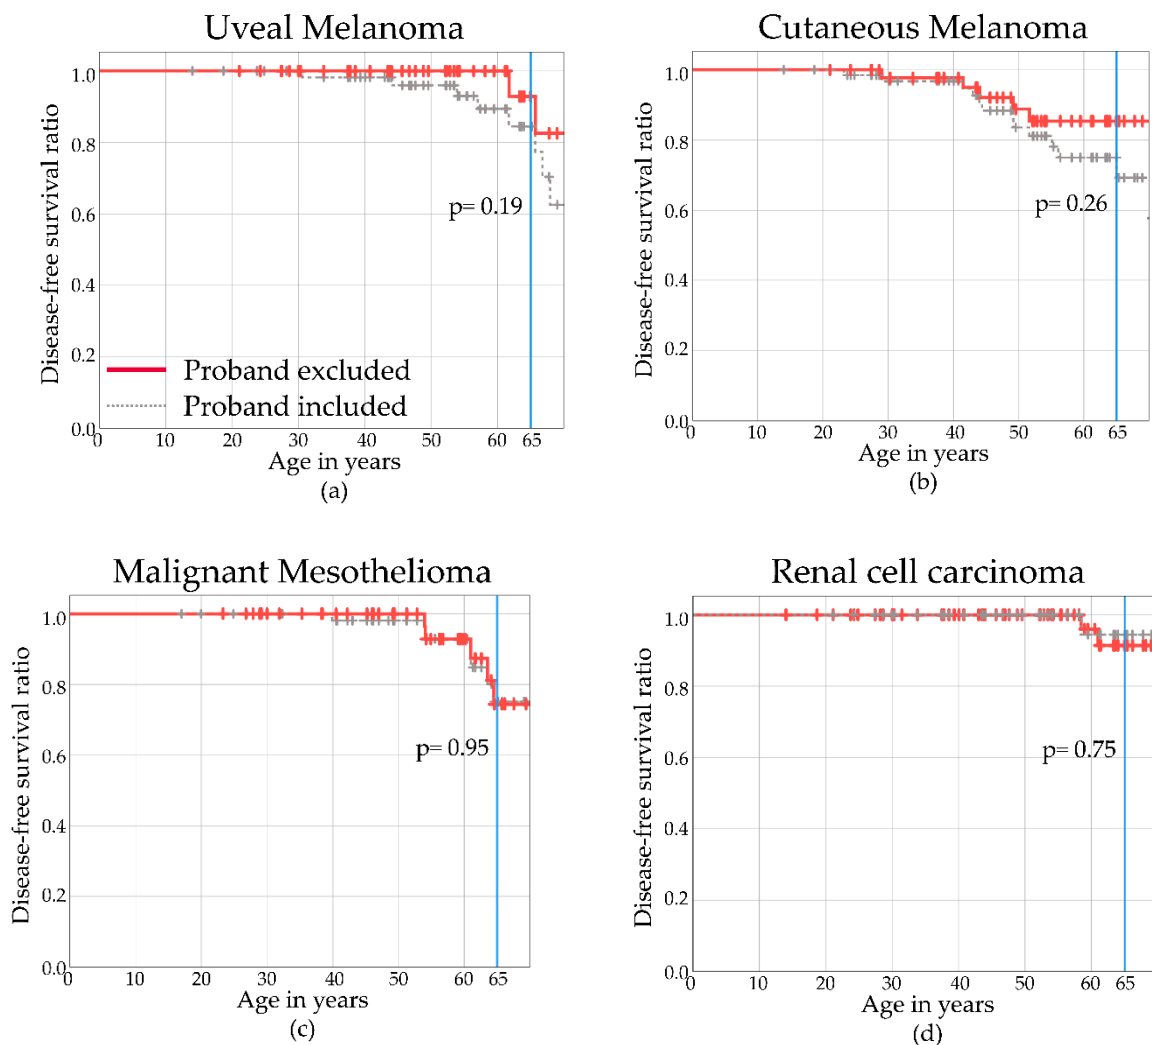 Uveal Melanoma
Disease-free survival ratio
1.0
0.8
0.6
0.4
0.2
0.0
p= 0.19
Proband excluded
Proband included
0 10 20 30 40 50 60 65
Age in years
(a)
Cutaneous Melanoma
Disease-free survival ratio
1.0
0.8
0.6
0.4
0.2
0.0
p= 0.26
0 10 20 30 40 50 60 65
Age in years
(b)
Malignant Mesothelioma
Disease-free survival ratio
1.0
0.8
0.6
0.4
0.2
0.0
p= 0.95
0 10 20 30 40 50 60 65
Age in years
(c)
Renal cell carcinoma
Disease-free survival ratio
1.0
0.8
0.6
0.4
0.2
0.0
p= 0.75
0 10 20 30 40 50 60 65
Age in years
(d)